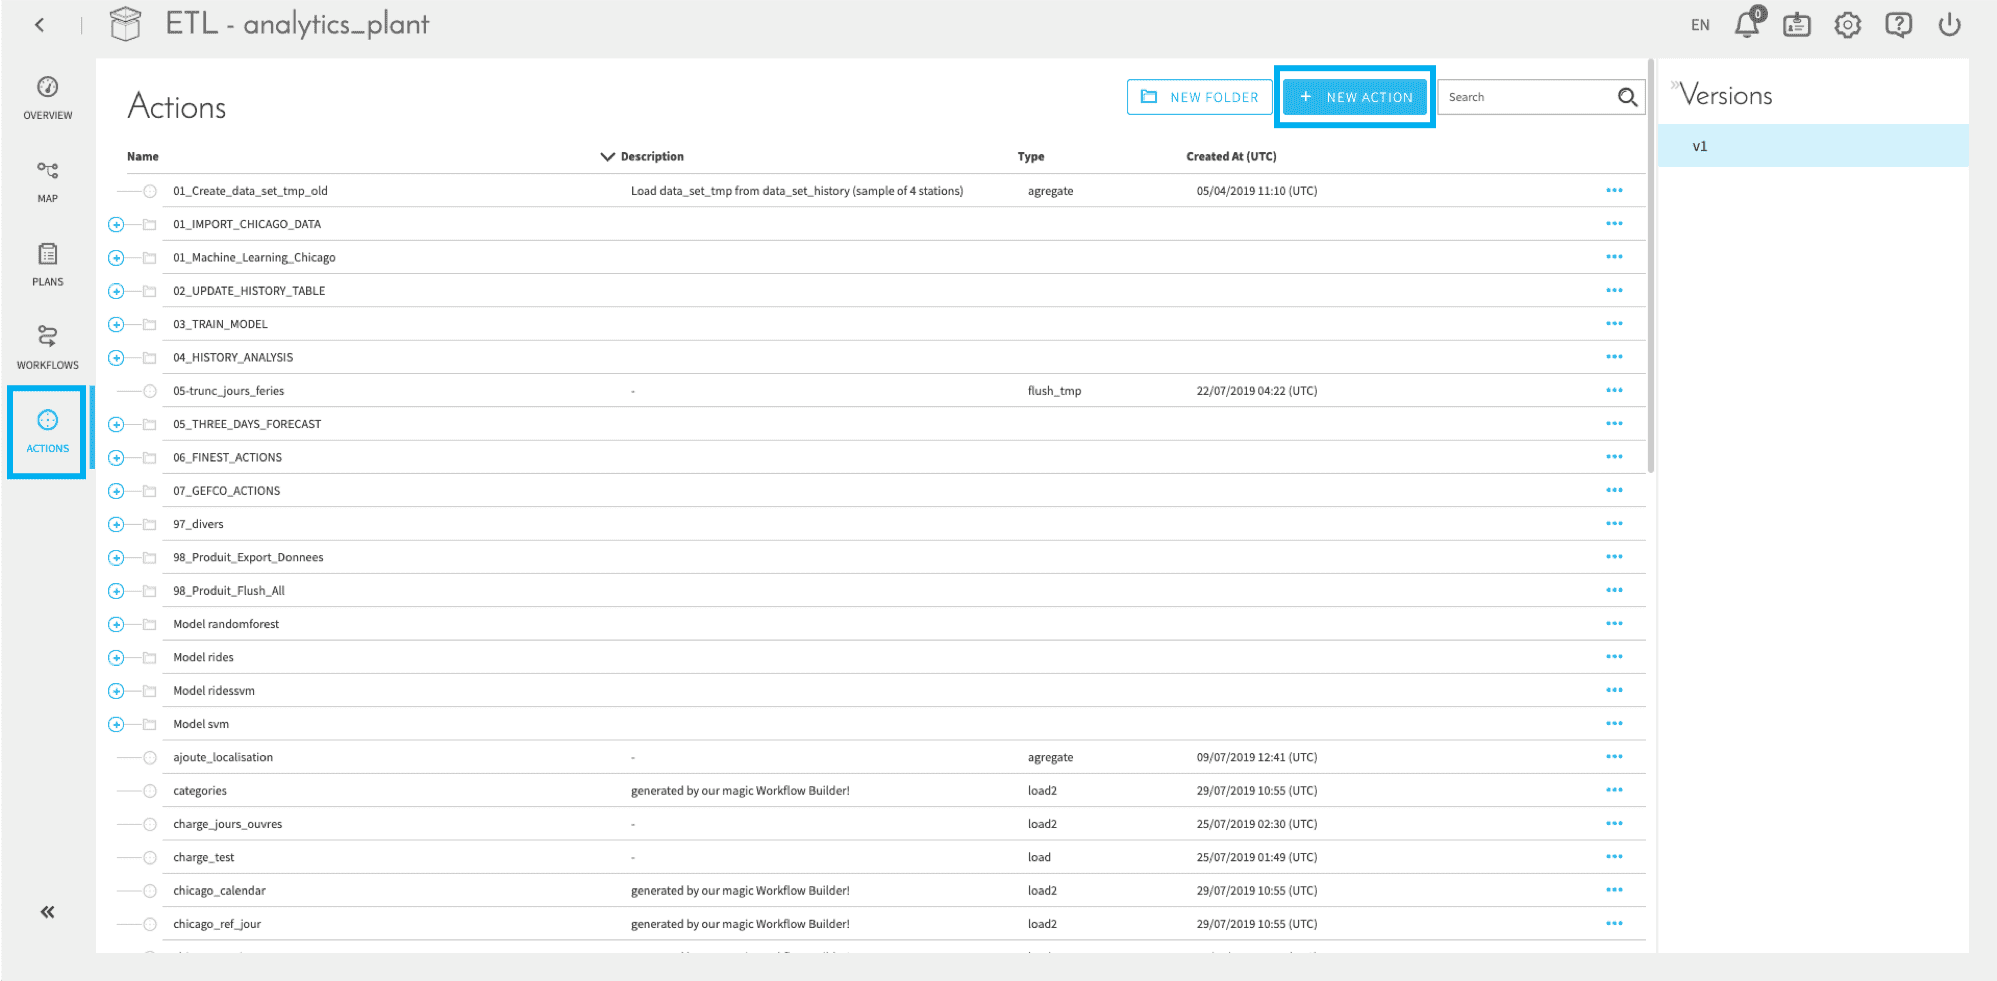 ETL - analytics_plant
EN
0
OVERVIEW
MAP
PLANS
WORKFLOWS
ACTIONS
Actions
NEW FOLDER
+ NEW ACTION
Search
Name Description Type Created At (UTC)
01_Create_data_set_tmp_old Load data_set_tmp from data_set_history (sample of 4 stations) agregate 05/04/2019 11:10 (UTC)
01_IMPORT_CHICAGO_DATA
01_Machine_Learning_Chicago
02_UPDATE_HISTORY_TABLE
03_TRAIN_MODEL
04_HISTORY_ANALYSIS
05-trunc_jours_feries - flush_tmp 22/07/2019 04:22 (UTC)
05_THREE_DAYS_FORECAST
06_FINEST_ACTIONS
07_GEFCO_ACTIONS
97_divers
98_Produit_Export_Donnees
98_Produit_Flush_All
Model randomforest
Model rides
Model ridessvm
Model svm
ajoute_localisation - agregate 09/07/2019 12:41 (UTC)
categories generated by our magic Workflow Builder! load2 29/07/2019 10:55 (UTC)
charge_jours_ouvres - load2 25/07/2019 02:30 (UTC)
charge_test - load 25/07/2019 01:49 (UTC)
chicago_calendar generated by our magic Workflow Builder! load2 29/07/2019 10:55 (UTC)
chicago_ref_jour generated by our magic Workflow Builder! load2 29/07/2019 10:55 (UTC)
Versions
v1